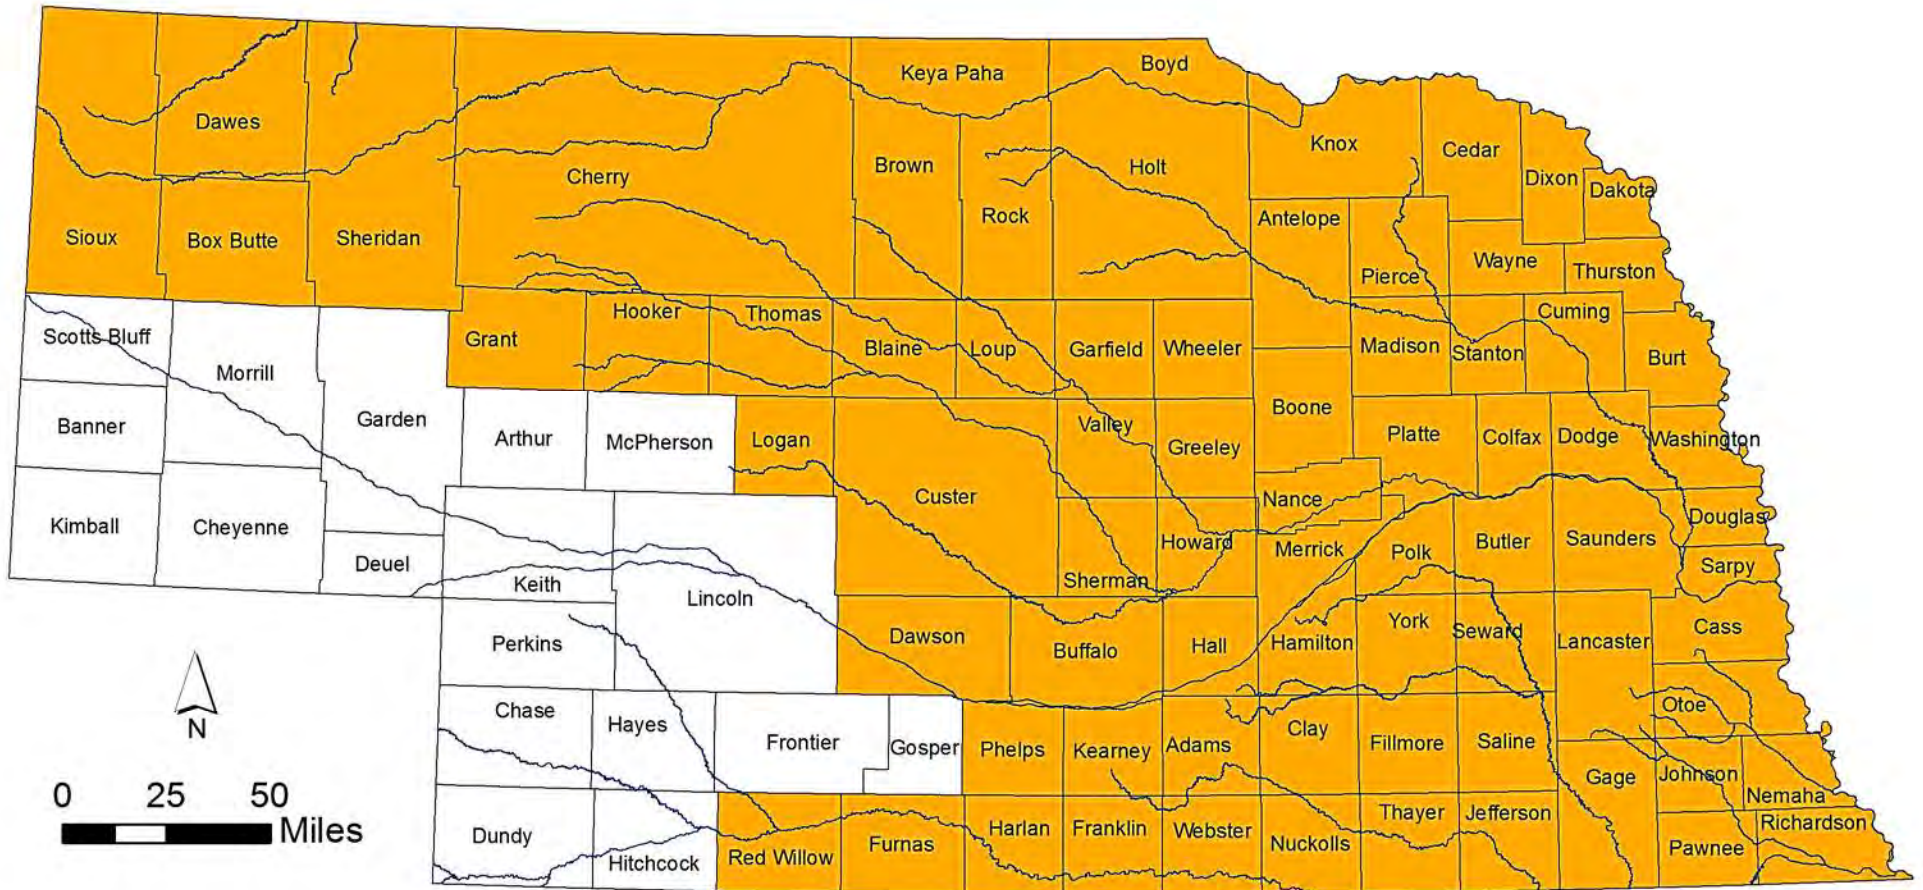 Keya Paha
Boyd
Dawes
Knox
Cedar
Cherry
Brown
Holt
Dixon
Dakota
Rock
Antelope
Sioux
Box Butte
Sheridan
Pierce
Wayne
Thurston
Scotts Bluff
Grant
Hooker
Thomas
Blaine
Loup
Garfield
Wheeler
Madison
Stanton
Cuming
Burt
Morrill
Banner
Garden
Arthur
McPherson
Logan
Valley
Greeley
Boone
Platte
Colfax
Dodge
Washington
Kimball
Cheyenne
Custer
Nance
Douglas
Deuel
Keith
Lincoln
Sherman
Howard
Merrick
Polk
Butler
Saunders
Sarpy
Perkins
Dawson
Buffalo
Hall
Hamilton
York
Seward
Lancaster
Cass
Chase
Hayes
Frontier
Gosper
Phelps
Kearney
Adams
Clay
Fillmore
Saline
Otoe
N
Gage
Johnson
Nemaha
0 25 50
Miles
Dundy
Hitchcock
Red Willow
Furnas
Harlan
Franklin
Webster
Nuckolls
Thayer
Jefferson
Pawnee
Richardson